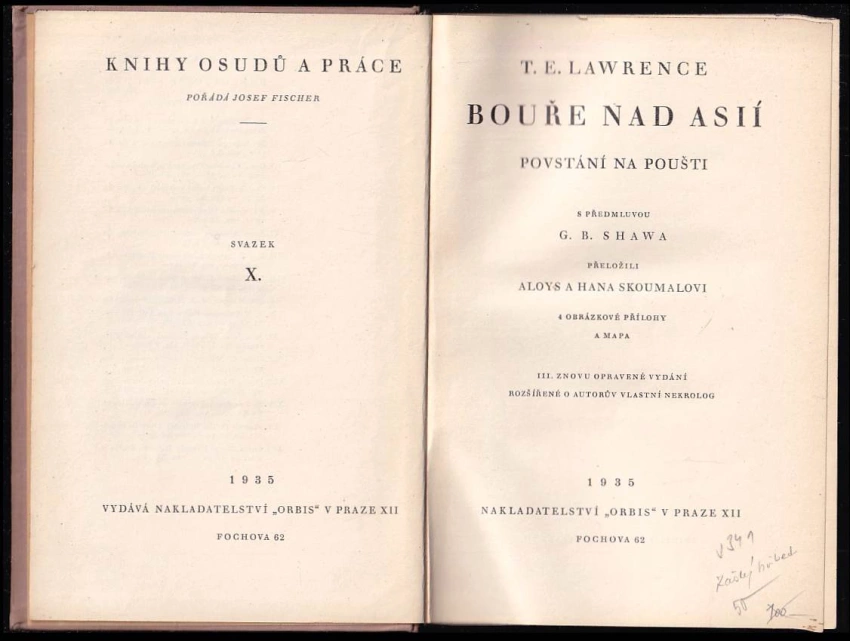 KNIHY OSUDŮ A PRÁCE
POŘÁDÁ JOSEF FISCHER
SVAZEK
X.
1935
VYDÁVÁ NAKLADATELSTVÍ „ORBIS“ V PRAZE XII
FOCHOVA 62
T. E. LAWRENCE
BOUŘE NAD ASIÍ
POVSTÁNÍ NA POUŠTI
S PŘEDMLUVOU
G. B. SHAWA
PŘELOŽILI
ALOYS A HANA SKOUMALOVI
4 OBRÁZKOVÉ PŘÍLOHY
A MAPA
III. ZNOVU OPRAVENÉ VYDÁNÍ
ROZŠÍŘENÉ O AUTORŮV VLASTNÍ NEKROLOG
1935
NAKLADATELSTVÍ „ORBIS“ V PRAZE XII
FOCHOVA 62
50